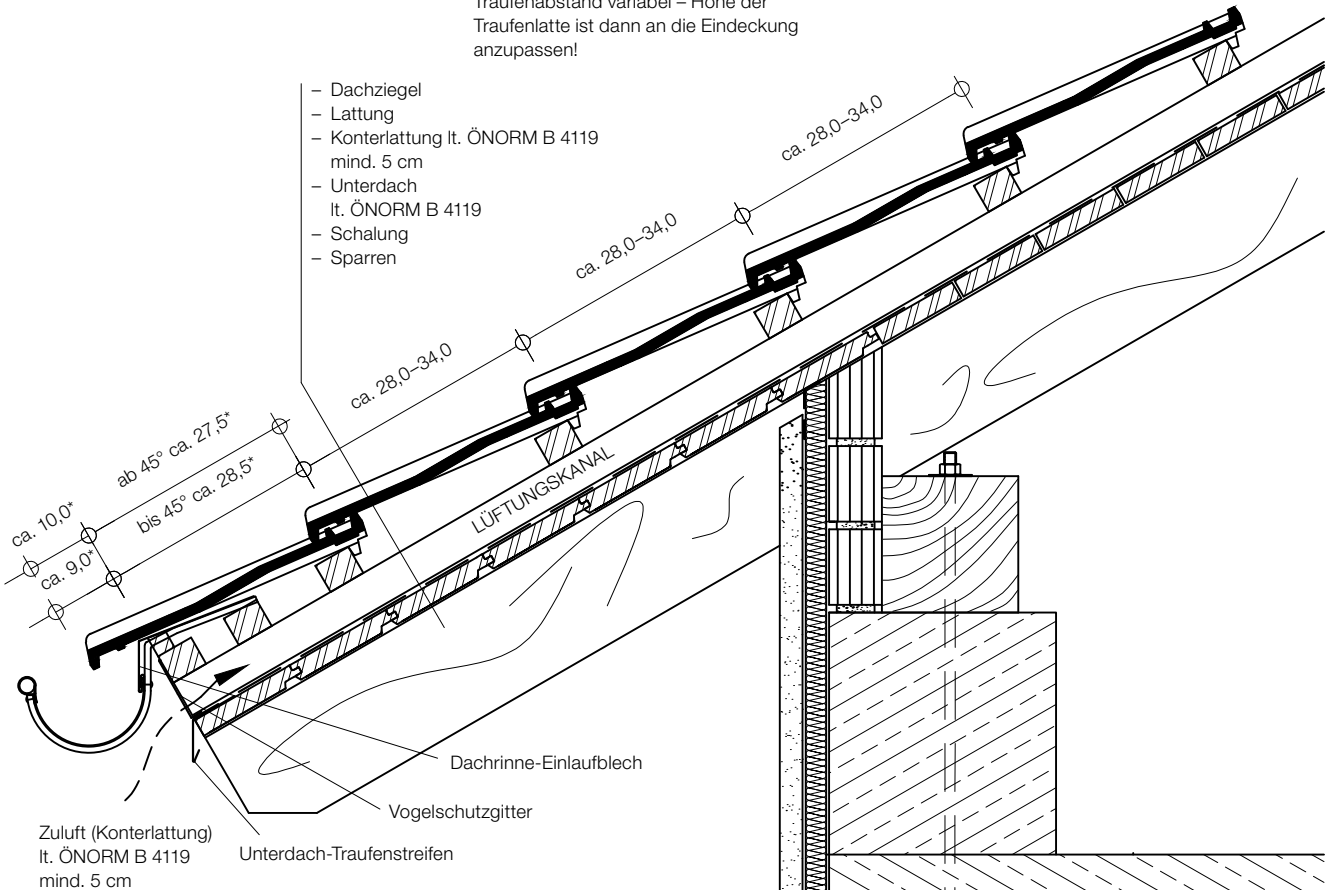 Traufenabstand variabel – Höhe der
Traufenlatte ist dann an die Eindeckung
anzupassen!
– Dachziegel
– Lattung
– Konterlattung lt. ÖNORM B 4119
mind. 5 cm
– Unterdach
lt. ÖNORM B 4119
– Schalung
– Sparren
ca. 28,0–34,0
ca. 28,0–34,0
ca. 28,0–34,0
ab 45° ca. 27,5*
bis 45° ca. 28,5*
ca. 10,0*
ca. 9,0*
LÜFTUNGSKANAL
Dachrinne-Einlaufblech
Vogelschutzgitter
Unterdach-Traufenstreifen
Zuluft (Konterlattung)
lt. ÖNORM B 4119
mind. 5 cm